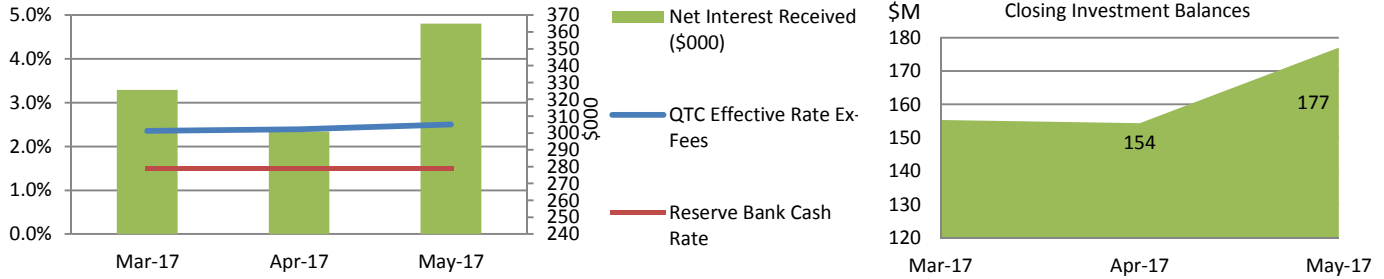 5.0%
4.0%
3.0%
2.0%
1.0%
0.0%
Mar-17
Apr-17
May-17
370
360
350
340
330
320
310
300
290
280
270
260
250
240
$000
Net Interest Received
($000)
QTC Effective Rate Ex-
Fees
Reserve Bank Cash
Rate
$M
Closing Investment Balances
180
170
160
150
140
130
120
154
177
Mar-17
Apr-17
May-17